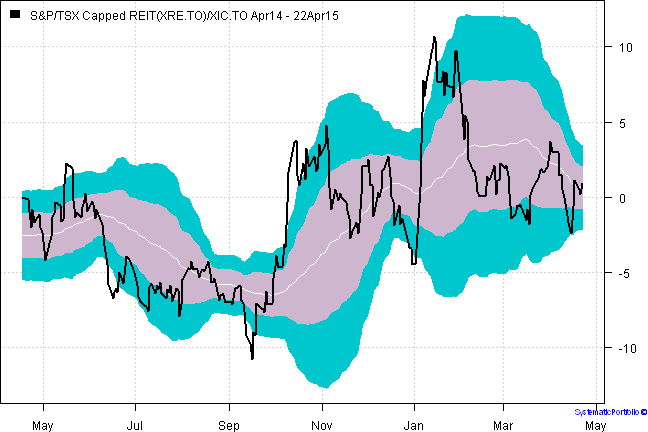 S&P/TSX Capped REIT(XRE.TO)/XIC.TO Apr14 - 22Apr15
10
5
0
-5
-10
SystematicPortfolio ©
May Jul Sep Nov Jan Mar May